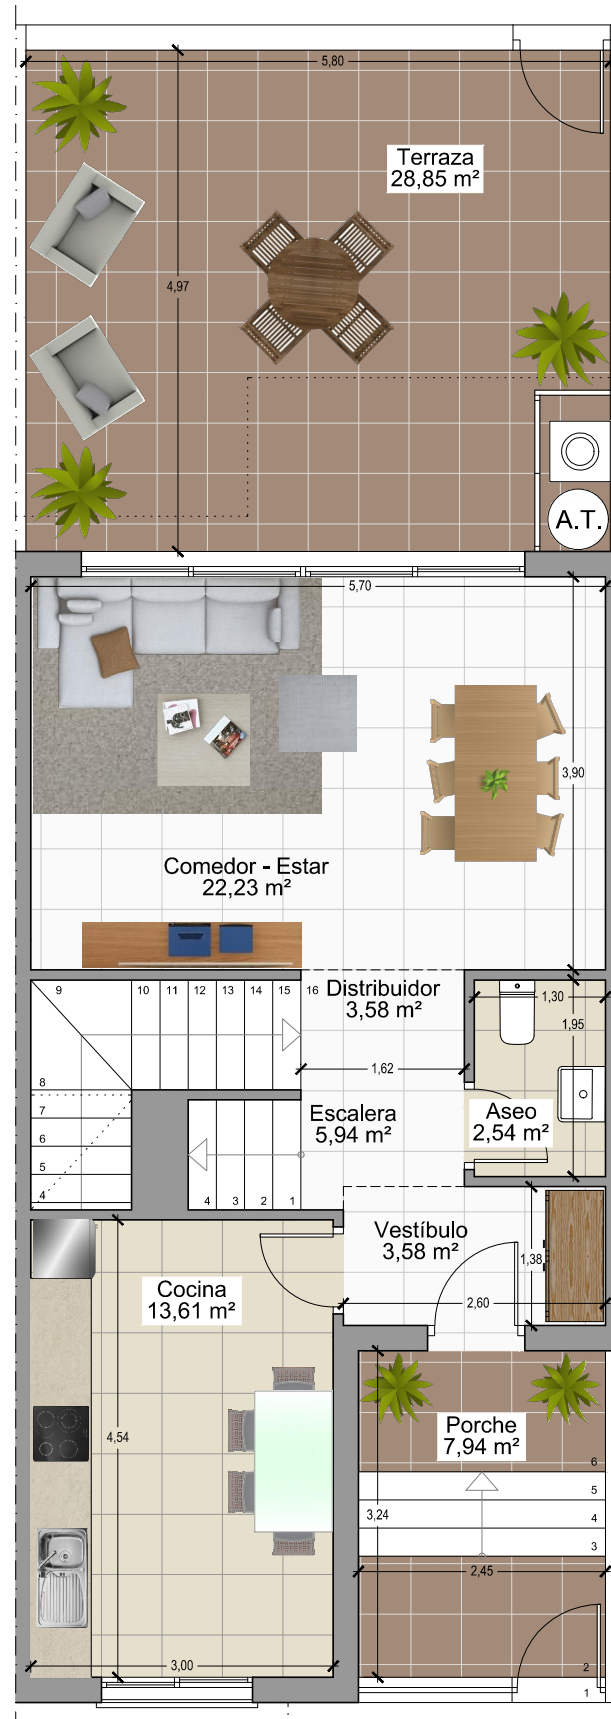 5,80
Terraza
28,85 m²
4,97
A.T.
5,70
3,90
Comedor - Estar
22,23 m²
9
10
11
12
13
14
15
16
Distribuidor
3,58 m²
1,30
1,95
1,62
8
7
6
5
4
Escalera
5,94 m²
Aseo
2,54 m²
4
3
2
1
Vestíbulo
3,58 m²
1,38
2,60
Cocina
13,61 m²
4,54
Porche
7,94 m²
6
5
4
3
3,24
2,45
3,00
2
1